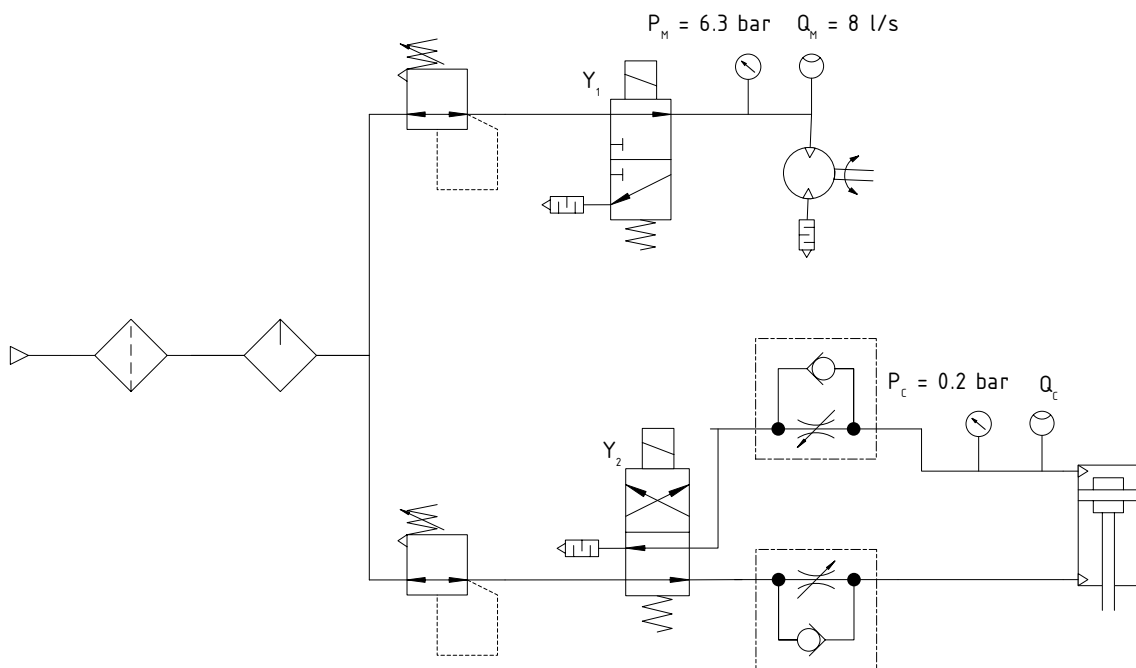 P_M = 6.3 bar Q_M = 8 l/s
Y_1
P_C = 0.2 bar Q_C
Y_2